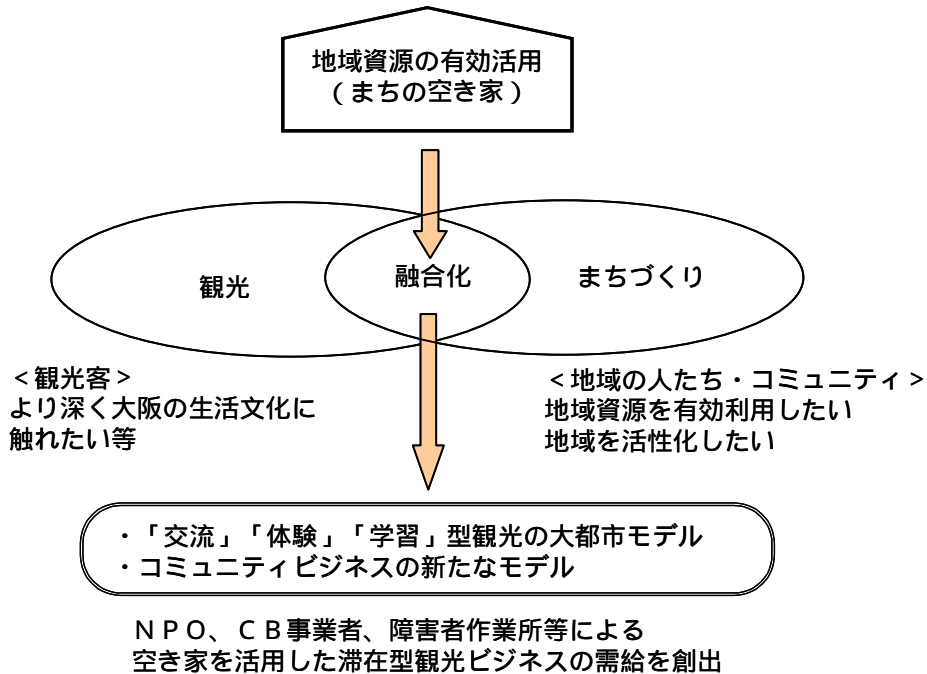 地域資源の有効活用
(まちの空き家)
観光
融合化
まちづくり
<観光客>
より深く大阪の生活文化に
触れたい等
<地域の人たち・コミュニティ>
地域資源を有効利用したい
地域を活性化したい
・「交流」「体験」「学習」型観光の大都市モデル
・コミュニティビジネスの新たなモデル
NPO、CB事業者、障害者作業所等による
空き家を活用した滞在型観光ビジネスの需給を創出